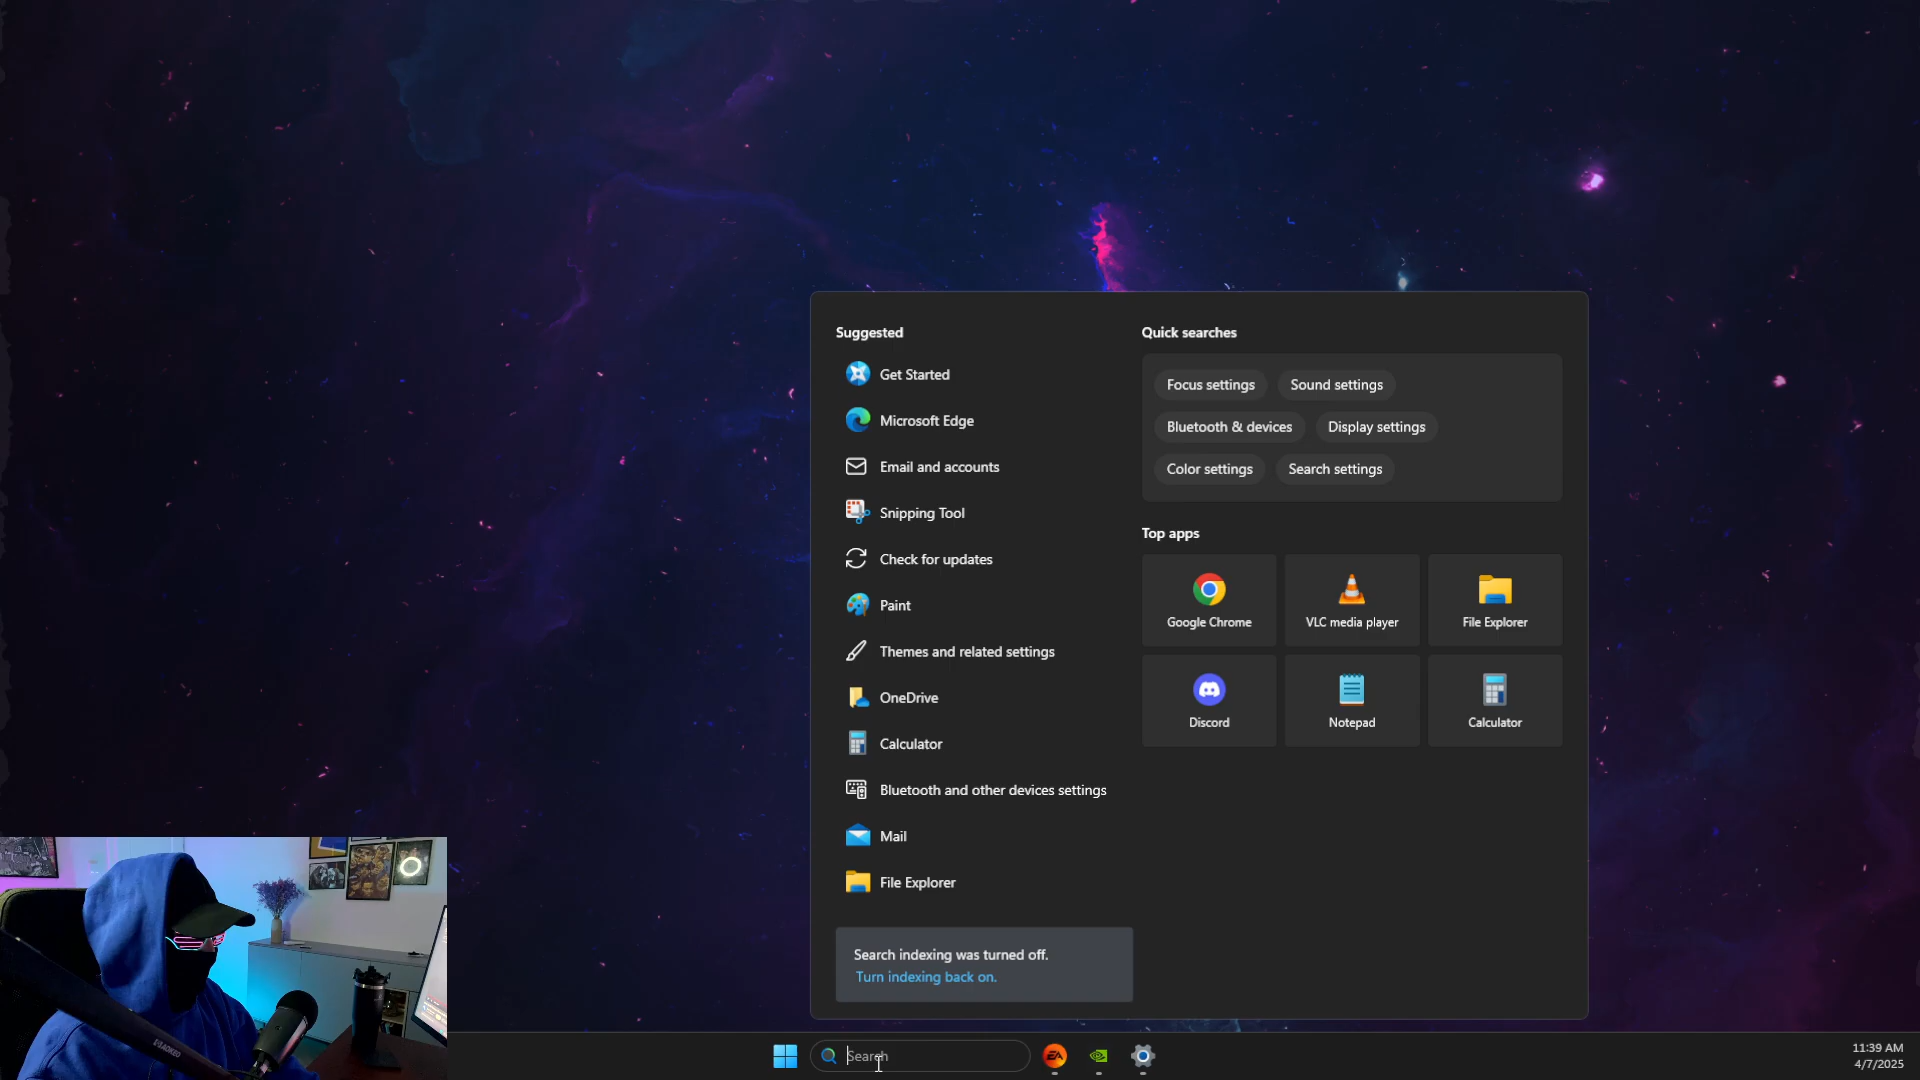 Suggested
Get Started
Microsoft Edge
Email and accounts
Snipping Tool
Check for updates
Paint
Themes and related settings
OneDrive
Calculator
Bluetooth and other devices settings
Mail
File Explorer
Search indexing was turned off.
Turn indexing back on.
Quick searches
Focus settings
Sound settings
Bluetooth & devices
Display settings
Color settings
Search settings
Top apps
Google Chrome
VLC media player
File Explorer
Discord
Notepad
Calculator
Search
EA
11:39 AM
4/7/2025